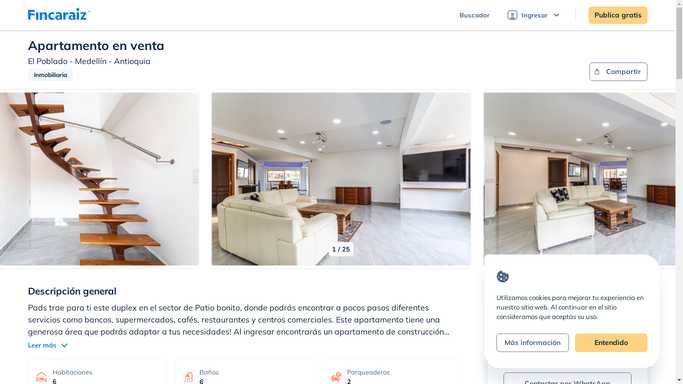 Fincaraiz
Buscador
Ingresar
Publica gratis
Apartamento en venta
El Poblado - Medellín - Antioquia
Inmobiliaria
Compartir
1 / 25
Descripción general
Pads trae para ti este duplex en el sector de Patio bonito, donde podrás encontrar a pocos pasos diferentes
servicios como bancos, supermercados, cafés, restaurantes y centros comerciales. Este apartamento tiene una
generosa área que podrás adaptar a tus necesidades! Al ingresar encontrarás un apartamento de construcción...
Leer más
Habitaciones
6
Baños
6
Parqueaderos
2
Utilizamos cookies para mejorar tu experiencia en
nuestro sitio web. Al continuar en el sitio
consideramos que aceptas su uso.
Más información
Entendido
Contactar por WhatsApp